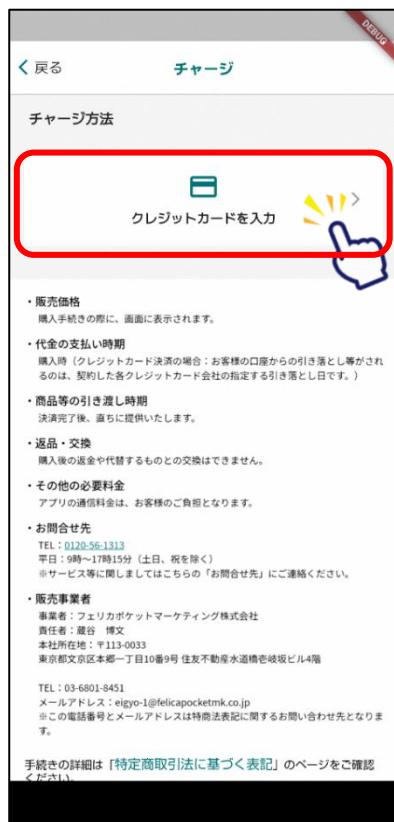 DEBUG
戻る
チャージ
チャージ方法
クレジットカードを入力
・販売価格
購入手続きの際に、画面に表示されます。
・代金の支払い時期
購入時（クレジットカード決済の場合：お客様の口座からの引き落とし等がされ
るのは、契約した各クレジットカード会社の指定する引き落とし日です。）
・商品等の引き渡し時期
決済完了後、直ちに提供いたします。
・返品・交換
購入後の返金や代替するものとの交換はできません。
・その他の必要料金
アプリの通信料金は、お客様のご負担となります。
・お問合せ先
TEL：0120-56-1313
平日：9時～17時15分（土日、祝を除く）
※サービス等に関しましてはこちらの「お問合せ先」にご連絡ください。
・販売事業者
事業者：フェリカポケットマーケティング株式会社
責任者：蔵谷　博文
本社所在地：〒113-0033
東京都文京区本郷一丁目10番9号 住友不動産水道橋壱岐坂ビル4階
TEL：03-6801-8451
メールアドレス：eigyo-1@felicapocketmk.co.jp
※この電話番号とメールアドレスは特商法表記に関するお問い合わせ先となりま
す。
手続きの詳細は「特定商取引法に基づく表記」のページをご確認
ください。